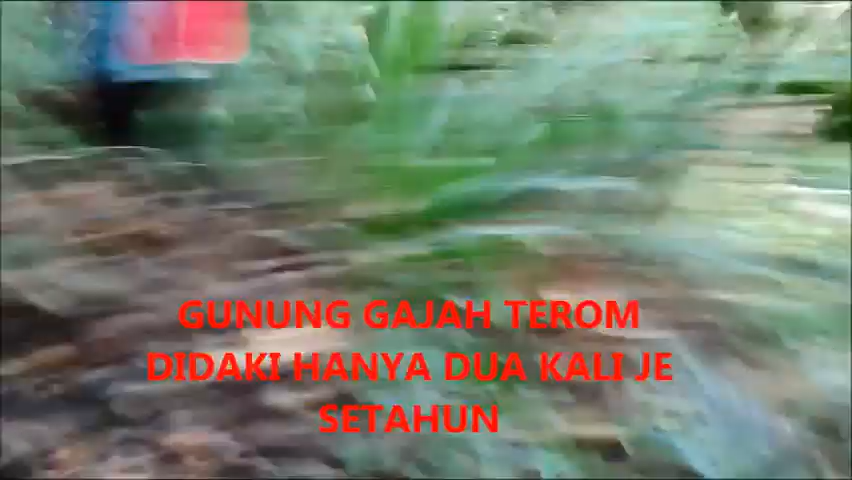 GUNUNG GAJAH TEROM
DIDAKI HANYA DUA KALI JE
SETAHUN